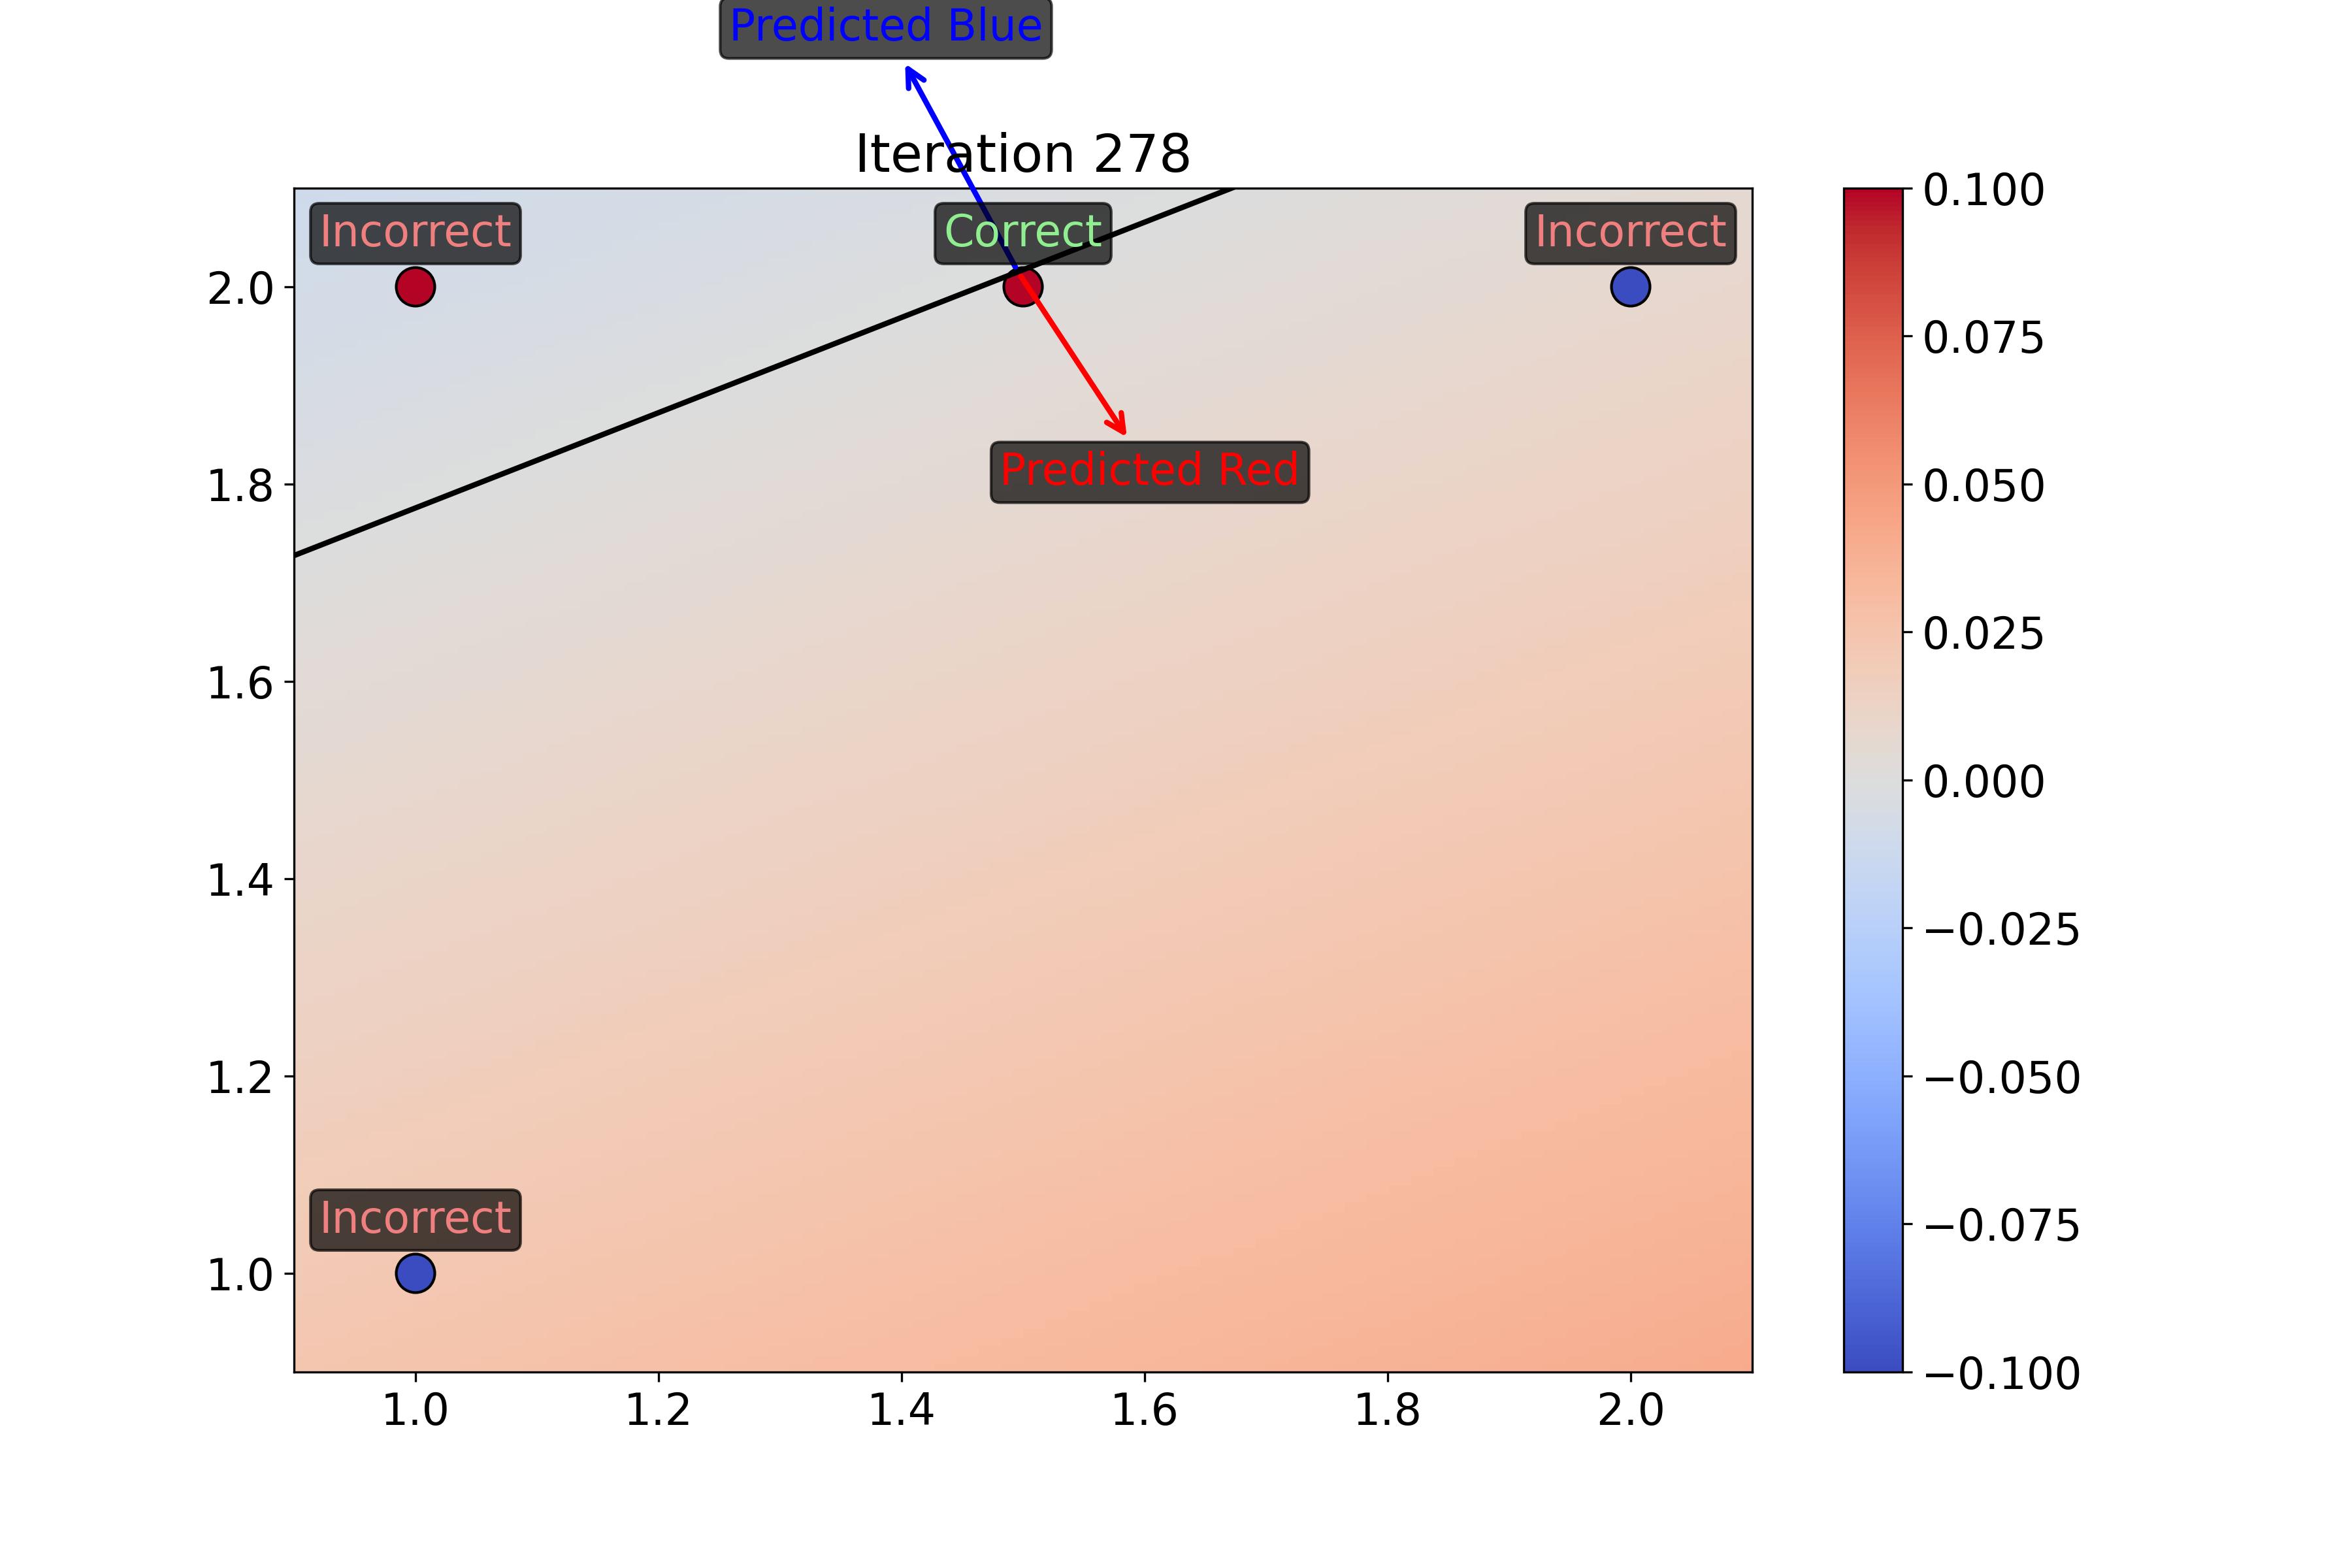 Predicted Blue
Iteration 278
Incorrect
Correct
Incorrect
Predicted Red
Incorrect
2.0
1.8
1.6
1.4
1.2
1.0
1.0 1.2 1.4 1.6 1.8 2.0
0.100
0.075
0.050
0.025
0.000
−0.025
−0.050
−0.075
−0.100